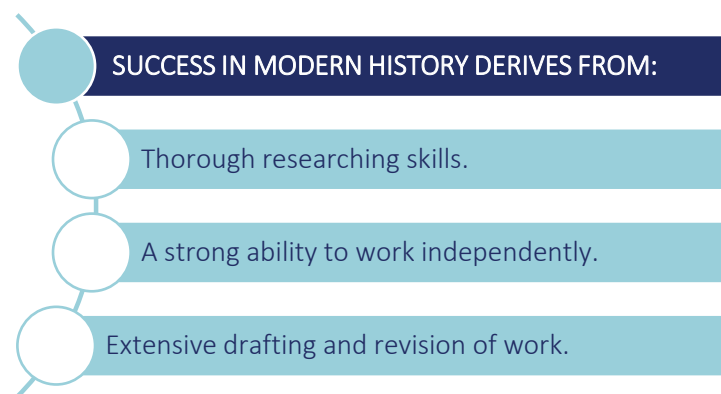 SUCCESS IN MODERN HISTORY DERIVES FROM:
Thorough researching skills.
A strong ability to work independently.
Extensive drafting and revision of work.